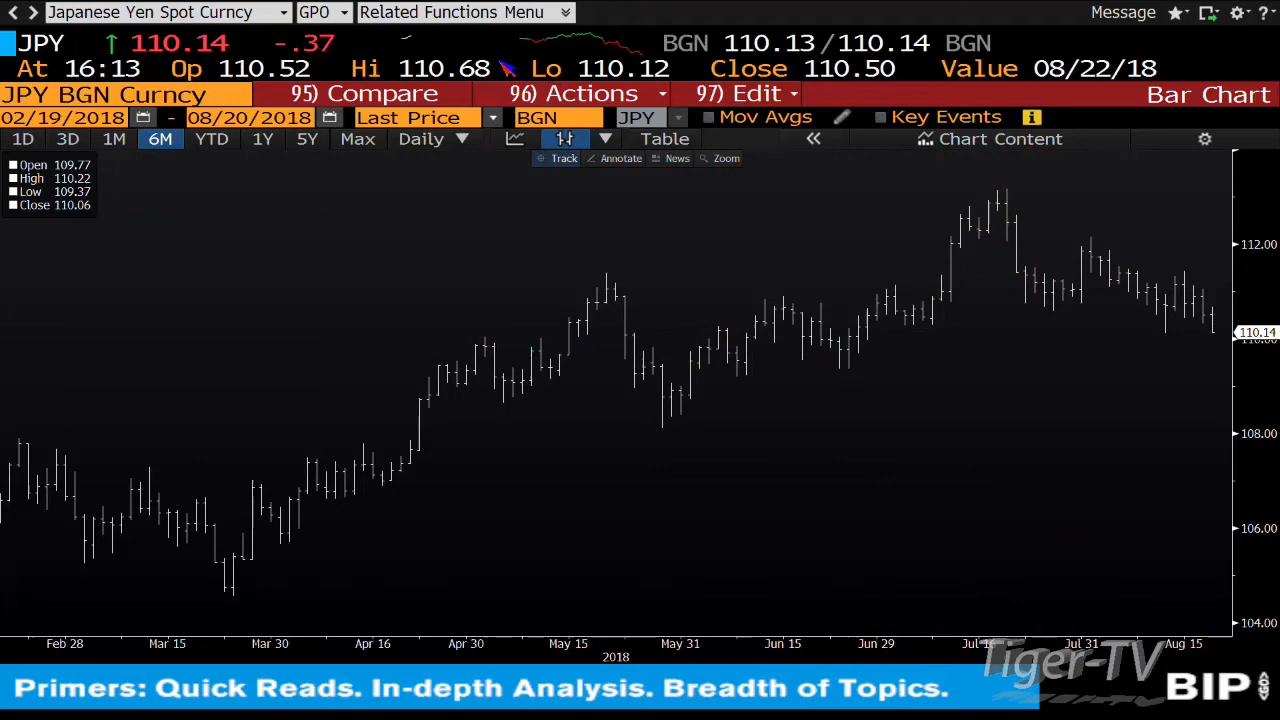 Japanese Yen Spot Curncy GPO Related Functions Menu Message ?
JPY ↑ 110.14 -.37 BGN 110.13/110.14 BGN
At 16:13 Op 110.52 Hi 110.68 Lo 110.12 Close 110.50 Value 08/22/18
JPY BGN Curncy 95) Compare 96) Actions 97) Edit Bar Chart
02/19/2018 - 08/20/2018 Last Price BGN JPY Mov Avgs Key Events i
1D 3D 1M 6M YTD 1Y 5Y Max Daily ▼ Table « Chart Content
Track Annotate News Zoom
Open 109.77
High 110.22
Low 109.37
Close 110.06
112.00
110.14
110.00
108.00
106.00
104.00
Feb 28 Mar 15 Mar 30 Apr 16 Apr 30 May 15 May 31 Jun 15 Jun 29 Jul 16 Jul 31 Aug 15
2018
Tiger-TV
Primers: Quick Reads. In-depth Analysis. Breadth of Topics. BIP